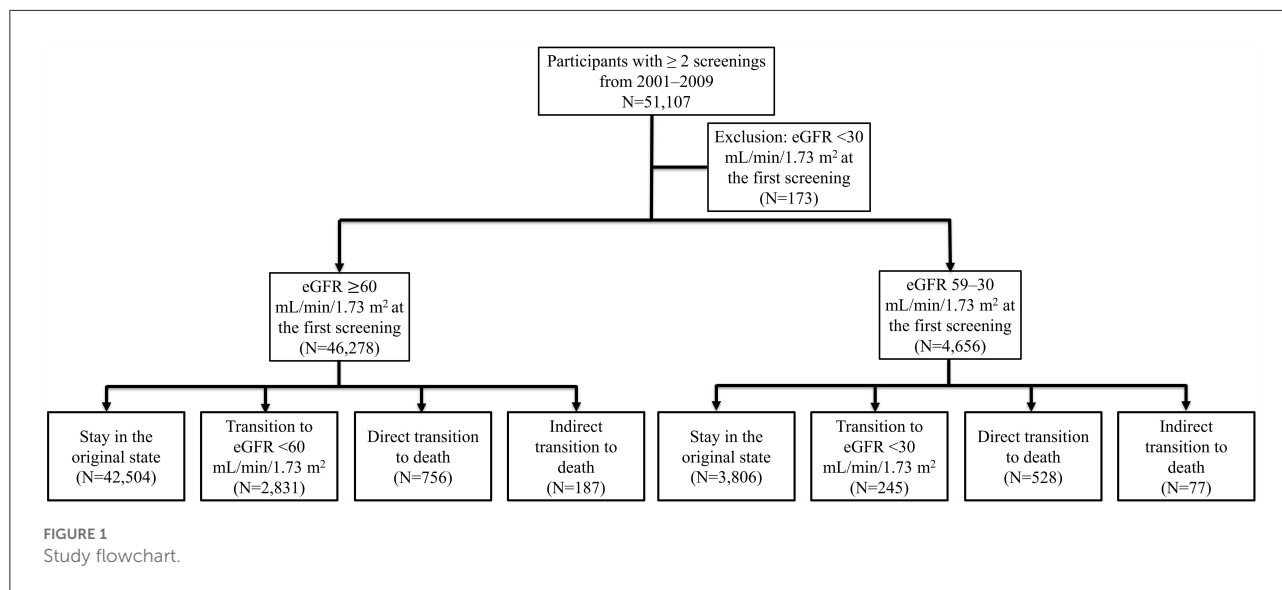 Participants with ≥ 2 screenings
from 2001–2009
N=51,107
Exclusion: eGFR <30
mL/min/1.73 m² at
the first screening
(N=173)
eGFR ≥60
mL/min/1.73 m² at
the first screening
(N=46,278)
eGFR 59–30
mL/min/1.73 m² at
the first screening
(N=4,656)
Stay in the
original state
(N=42,504)
Transition to
eGFR <60
mL/min/1.73 m²
(N=2,831)
Direct transition
to death
(N=756)
Indirect
transition to
death
(N=187)
Stay in the
original state
(N=3,806)
Transition to
eGFR <30
mL/min/1.73 m²
(N=245)
Direct transition
to death
(N=528)
Indirect
transition to
death
(N=77)
FIGURE 1
Study flowchart.